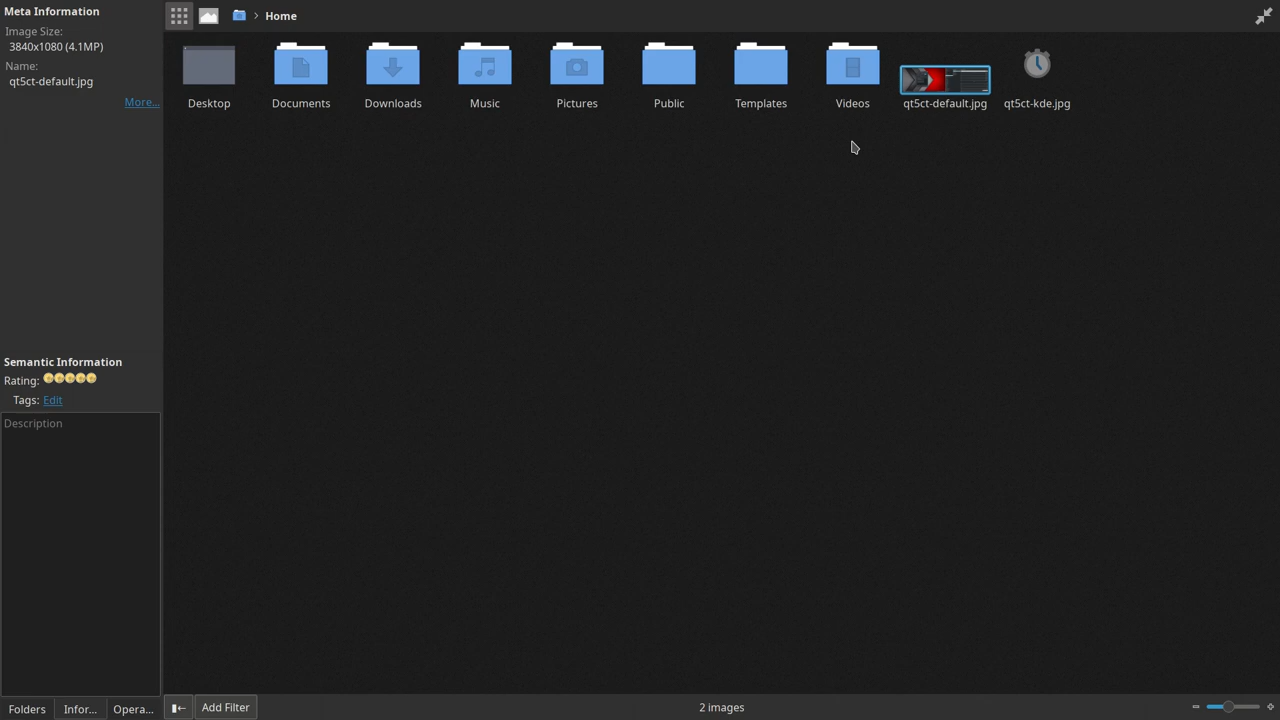 Meta Information
Image Size:
3840x1080 (4.1MP)
Name:
qt5ct-default.jpg
More...
Home
Desktop
Documents
Downloads
Music
Pictures
Public
Templates
Videos
qt5ct-default.jpg
qt5ct-kde.jpg
Semantic Information
Rating:
Tags: Edit
Description
Folders
Infor...
Opera...
Add Filter
2 images